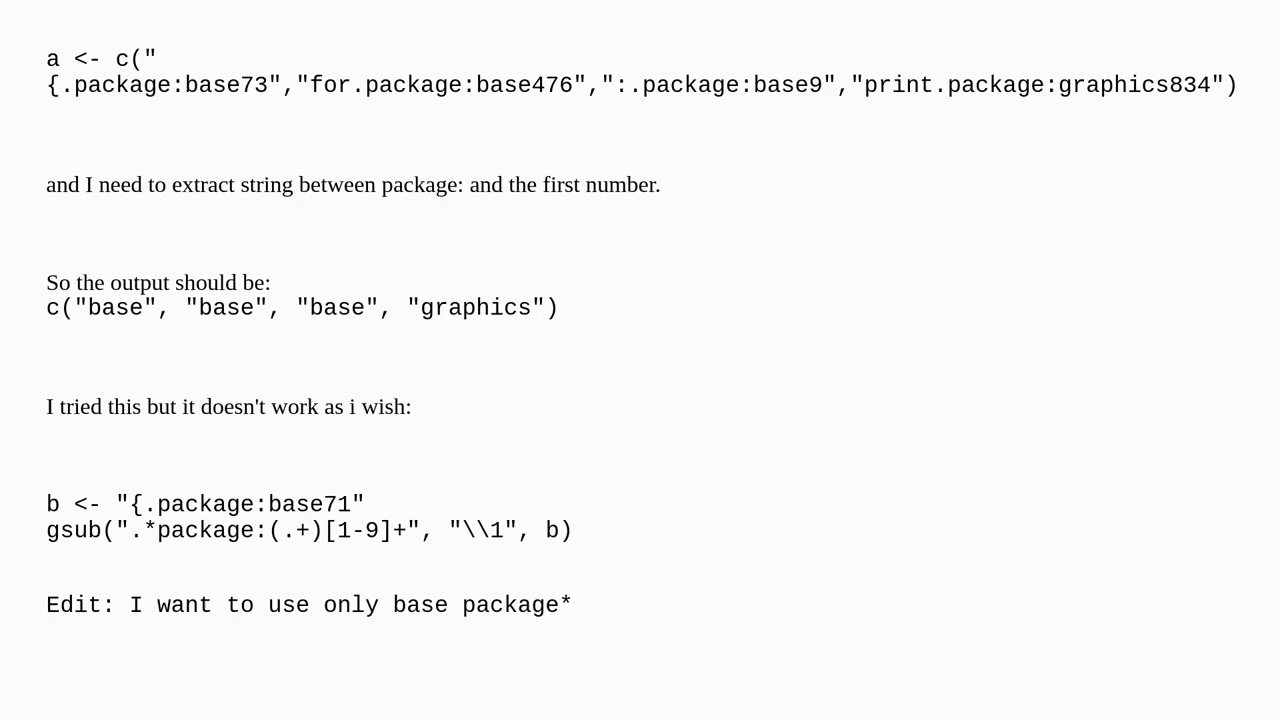 a <- c("
{.package:base73","for.package:base476",":.package:base9","print.package:graphics834")
and I need to extract string between package: and the first number.
So the output should be:
c("base", "base", "base", "graphics")
I tried this but it doesn't work as i wish:
b <- "{.package:base71"
gsub(".*package:(.+)[1-9]+", "\\1", b)
Edit: I want to use only base package*